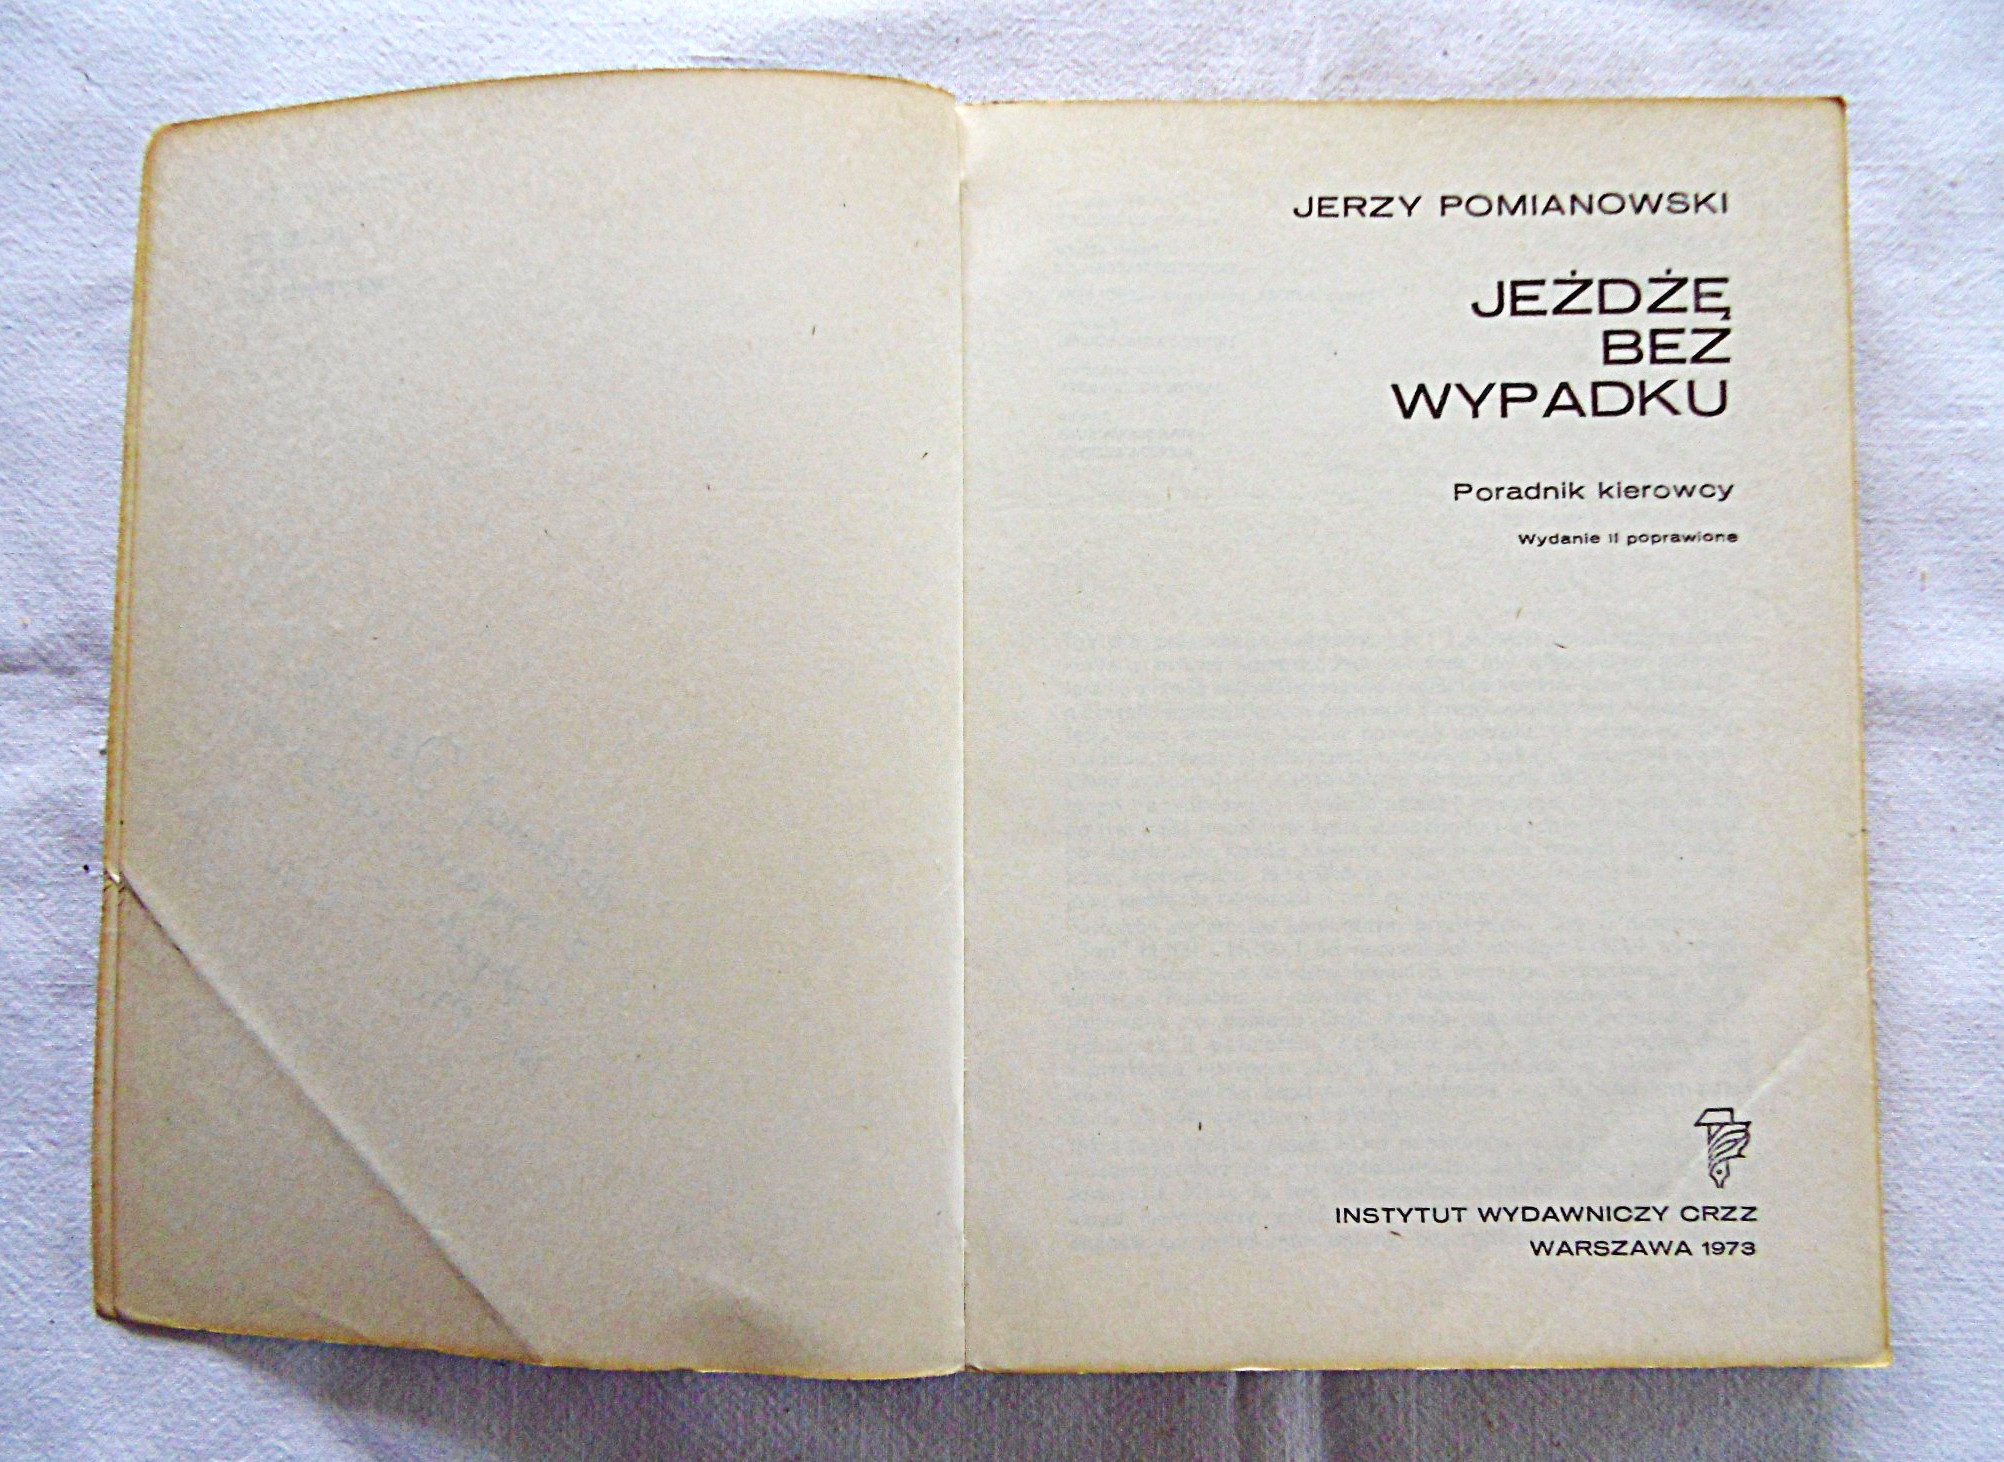 JERZY POMIANOWSKI
JEŻDŻĘ
BEZ
WYPADKU
Poradnik kierowcy
Wydanie II poprawione
INSTYTUT WYDAWNICZY CRZZ
WARSZAWA 1973